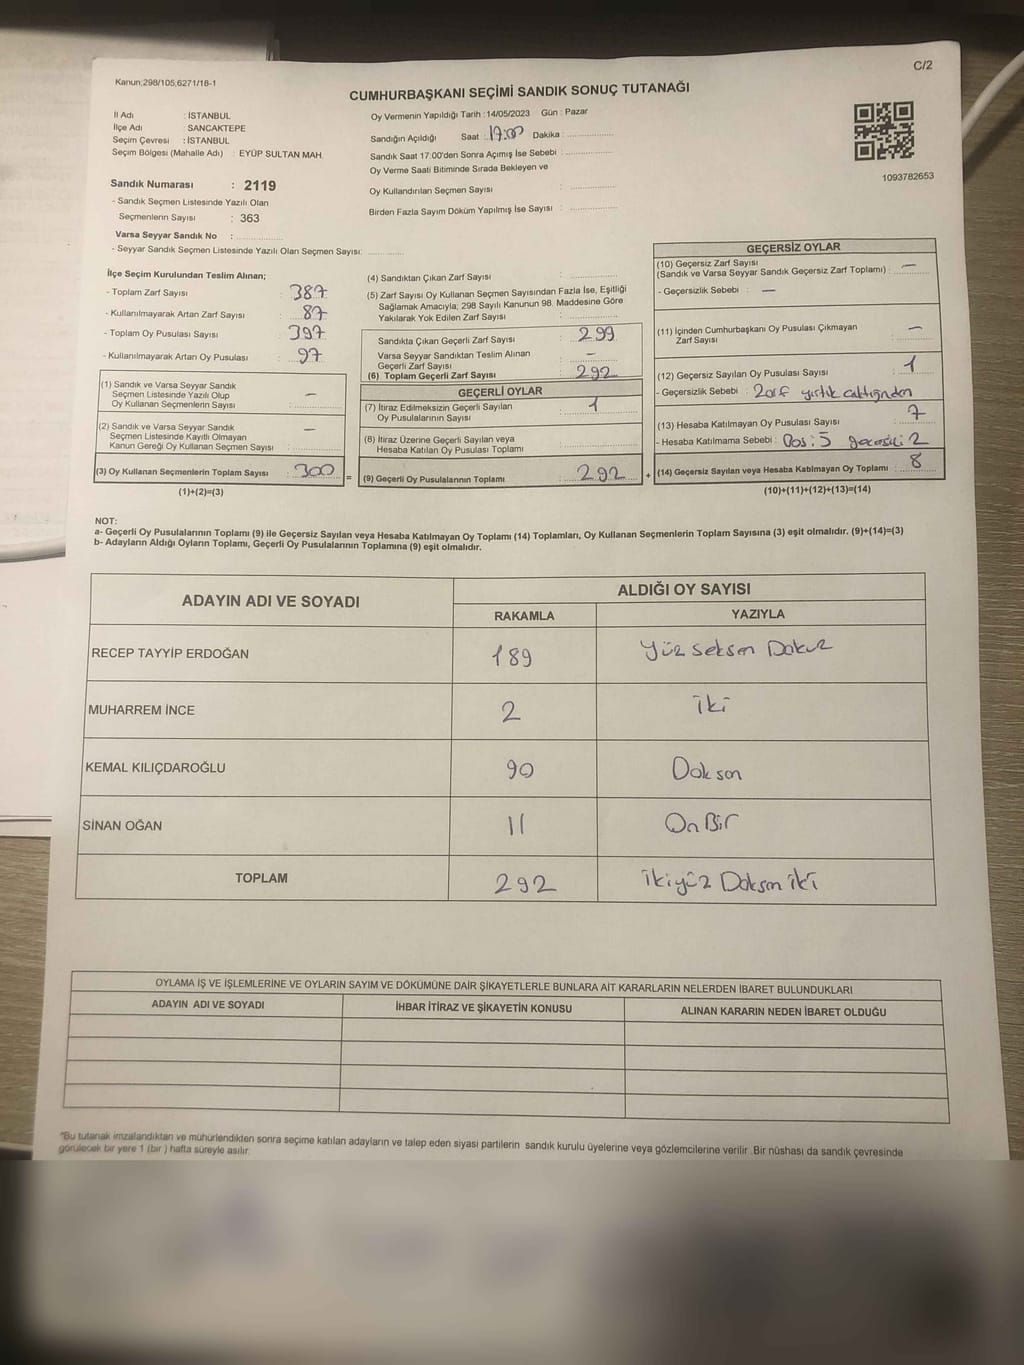 C/2
Kanun;298/105,6271/18-1
CUMHURBAŞKANI SEÇİMİ SANDIK SONUÇ TUTANAĞI
İl Adı : İSTANBUL
İlçe Adı : SANCAKTEPE
Seçim Çevresi : İSTANBUL
Seçim Bölgesi (Mahalle Adı) : EYÜP SULTAN MAH.
Sandık Numarası : 2119
- Sandık Seçmen Listesinde Yazılı Olan
Seçmenlerin Sayısı : 363
Varsa Seyyar Sandık No :
- Seyyar Sandık Seçmen Listesinde Yazılı Olan Seçmen Sayısı:
Oy Vermenin Yapıldığı Tarih : 14/05/2023 Gün : Pazar
Sandığın Açıldığı Saat : 17:00 Dakika :
Sandık Saat 17:00'den Sonra Açımış İse Sebebi :
Oy Verme Saati Bitiminde Sırada Bekleyen ve
Oy Kullandırılan Seçmen Sayısı :
Birden Fazla Sayım Döküm Yapılmış İse Sayısı :
1093782653
İlçe Seçim Kurulundan Teslim Alınan;
- Toplam Zarf Sayısı : 387
- Kullanılmayarak Artan Zarf Sayısı : 87
- Toplam Oy Pusulası Sayısı : 397
- Kullanılmayarak Artan Oy Pusulası : 97
(1) Sandık ve Varsa Seyyar Sandık
Seçmen Listesinde Yazılı Olup
Oy Kullanan Seçmenlerin Sayısı : –
(2) Sandık ve Varsa Seyyar Sandık
Seçmen Listesinde Kayıtlı Olmayan
Kanun Gereği Oy Kullanan Seçmen Sayısı : –
(3) Oy Kullanan Seçmenlerin Toplam Sayısı : 300
(1)+(2)=(3)
=
(4) Sandıktan Çıkan Zarf Sayısı :
(5) Zarf Sayısı Oy Kullanan Seçmen Sayısından Fazla İse, Eşitliği
Sağlamak Amacıyla; 298 Sayılı Kanunun 98. Maddesine Göre
Yakılarak Yok Edilen Zarf Sayısı :
Sandıkta Çıkan Geçerli Zarf Sayısı : 299
Varsa Seyyar Sandıktan Teslim Alınan
Geçerli Zarf Sayısı : –
(6) Toplam Geçerli Zarf Sayısı : 292
GEÇERLİ OYLAR
(7) İtiraz Edilmeksizin Geçerli Sayılan
Oy Pusulalarının Sayısı : 1
(8) İtiraz Üzerine Geçerli Sayılan veya
Hesaba Katılan Oy Pusulası Toplamı :
(9) Geçerli Oy Pusulalarının Toplamı : 292
+
GEÇERSİZ OYLAR
(10) Geçersiz Zarf Sayısı
(Sandık ve Varsa Seyyar Sandık Geçersiz Zarf Toplamı) : –
- Geçersizlik Sebebi : –
(11) İçinden Cumhurbaşkanı Oy Pusulası Çıkmayan
Zarf Sayısı : –
(12) Geçersiz Sayılan Oy Pusulası Sayısı : 1
- Geçersizlik Sebebi : Zarf yırtık
(13) Hesaba Katılmayan Oy Pusulası Sayısı : 7
- Hesaba Katılmama Sebebi : Boş: 5 2
(14) Geçersiz Sayılan veya Hesaba Katılmayan Oy Toplamı : 8
(10)+(11)+(12)+(13)=(14)
NOT:
a- Geçerli Oy Pusulalarının Toplamı (9) ile Geçersiz Sayılan veya Hesaba Katılmayan Oy Toplamı (14) Toplamları, Oy Kullanan Seçmenlerin Toplam Sayısına (3) eşit olmalıdır. (9)+(14)=(3)
b- Adayların Aldığı Oyların Toplamı, Geçerli Oy Pusulalarının Toplamına (9) eşit olmalıdır.
ADAYIN ADI VE SOYADI ALDIĞI OY SAYISI
RAKAMLA YAZIYLA
RECEP TAYYİP ERDOĞAN 189 Yüz seksen Dokuz
MUHARREM İNCE 2 İki
KEMAL KILIÇDAROĞLU 90 Doksan
SİNAN OĞAN 11 On Bir
TOPLAM 292 İkiyüz Doksan iki
OYLAMA İŞ VE İŞLEMLERİNE VE OYLARIN SAYIM VE DÖKÜMÜNE DAİR ŞİKAYETLERLE BUNLARA AİT KARARLARIN NELERDEN İBARET BULUNDUKLARI
ADAYIN ADI VE SOYADI İHBAR İTİRAZ VE ŞİKAYETİN KONUSU ALINAN KARARIN NEDEN İBARET OLDUĞU
*Bu tutanak imzalandıktan ve mühürlendikten sonra seçime katılan adayların ve talep eden siyasi partilerin sandık kurulu üyelerine veya gözlemcilerine verilir. Bir nüshası da sandık çevresinde
görülecek bir yere 1 (bir) hafta süreyle asılır.